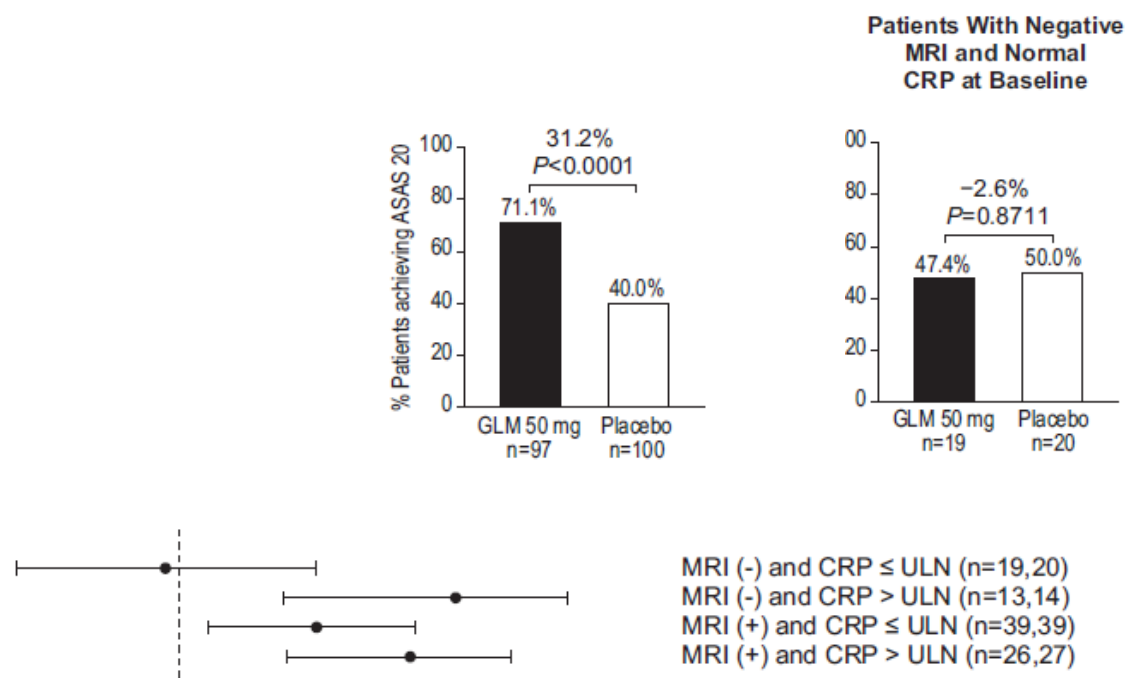 Patients With Negative
MRI and Normal
CRP at Baseline
% Patients achieving ASAS 20
100
80
60
40
20
0
31.2%
P<0.0001
71.1%
40.0%
GLM 50 mg
n=97
Placebo
n=100
00
80
60
40
20
0
−2.6%
P=0.8711
47.4%
50.0%
GLM 50 mg
n=19
Placebo
n=20
MRI (-) and CRP ≤ ULN (n=19,20)
MRI (-) and CRP > ULN (n=13,14)
MRI (+) and CRP ≤ ULN (n=39,39)
MRI (+) and CRP > ULN (n=26,27)